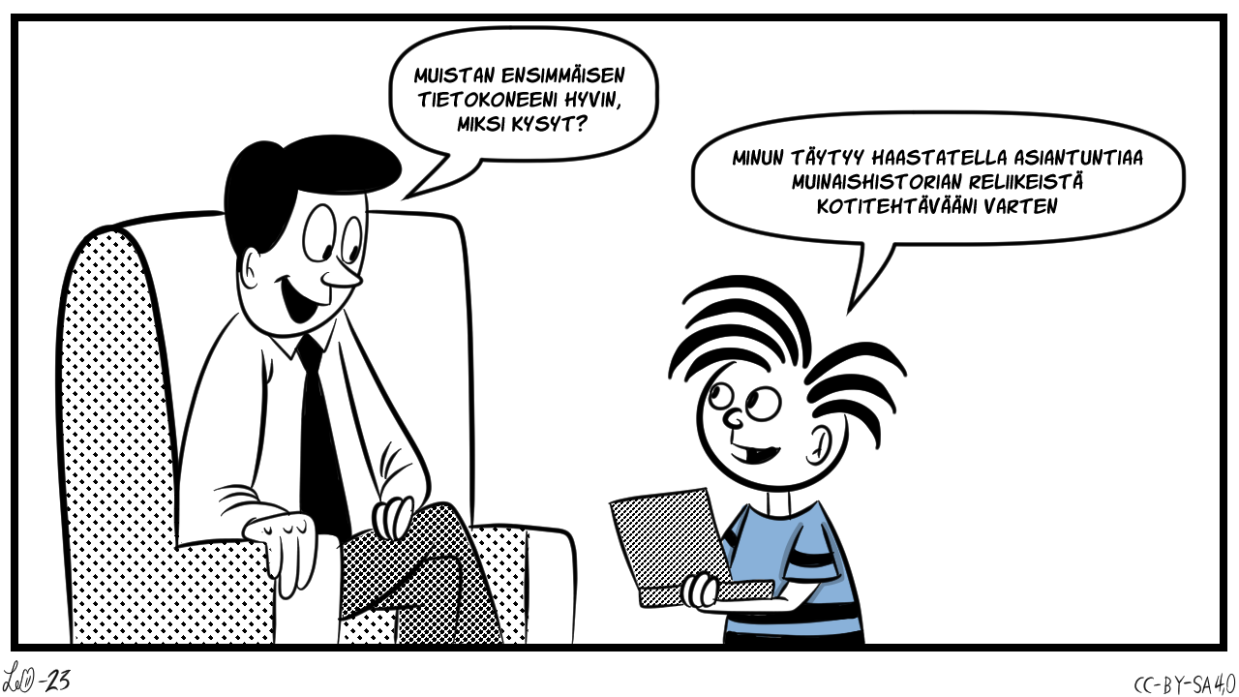 MUISTAN ENSIMMÄISEN
TIETOKONEENI HYVIN,
MIKSI KYSYT?
MINUN TÄYTYY HAASTATELLA ASIANTUNTIAA
MUINAISHISTORIAN RELIIKEISTÄ
KOTITEHTÄVÄÄNI VARTEN
-23
CC-BY-SA 4,0